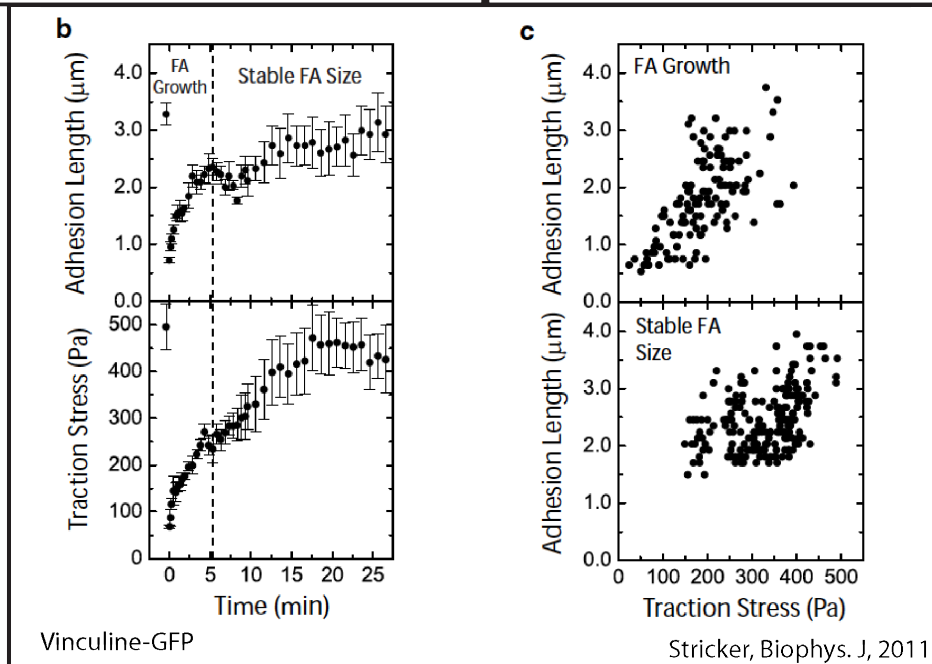 b
FA
Growth
Stable FA Size
Adhesion Length (μm)
4.0
3.0
2.0
1.0
0.0
Traction Stress (Pa)
500
400
300
200
100
0
0 5 10 15 20 25
Time (min)
Vinculine-GFP
c
FA Growth
Adhesion Length (μm)
4.0
3.0
2.0
1.0
0.0
Stable FA
Size
Adhesion Length (μm)
4.0
3.0
2.0
1.0
0.0
0 100 200 300 400 500
Traction Stress (Pa)
Stricker, Biophys. J, 2011